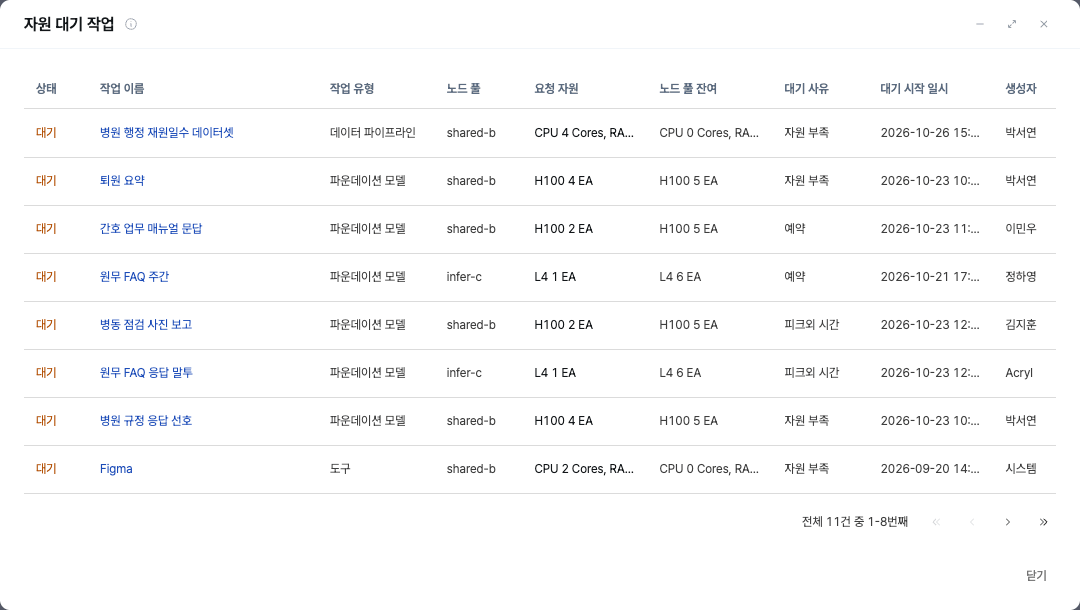 자원 대기 작업
상태 작업 이름 작업 유형 노드 풀 요청 자원 노드 풀 잔여 대기 사유 대기 시작 일시 생성자
대기 병원 행정 재원일수 데이터셋 데이터 파이프라인 shared-b CPU 4 Cores, RA... CPU 0 Cores, RA... 자원 부족 2026-10-26 15:... 박서연
대기 퇴원 요약 파운데이션 모델 shared-b H100 4 EA H100 5 EA 자원 부족 2026-10-23 10:... 박서연
대기 간호 업무 매뉴얼 문답 파운데이션 모델 shared-b H100 2 EA H100 5 EA 예약 2026-10-23 11:... 이민우
대기 원무 FAQ 주간 파운데이션 모델 infer-c L4 1 EA L4 6 EA 예약 2026-10-21 17:... 정하영
대기 병동 점검 사진 보고 파운데이션 모델 shared-b H100 2 EA H100 5 EA 피크외 시간 2026-10-23 12:... 김지훈
대기 원무 FAQ 응답 말투 파운데이션 모델 infer-c L4 1 EA L4 6 EA 피크외 시간 2026-10-23 12:... Acryl
대기 병원 규정 응답 선호 파운데이션 모델 shared-b H100 4 EA H100 5 EA 자원 부족 2026-10-23 10:... 박서연
대기 Figma 도구 shared-b CPU 2 Cores, RA... CPU 0 Cores, RA... 자원 부족 2026-09-20 14:... 시스템
전체 11건 중 1-8번째
닫기